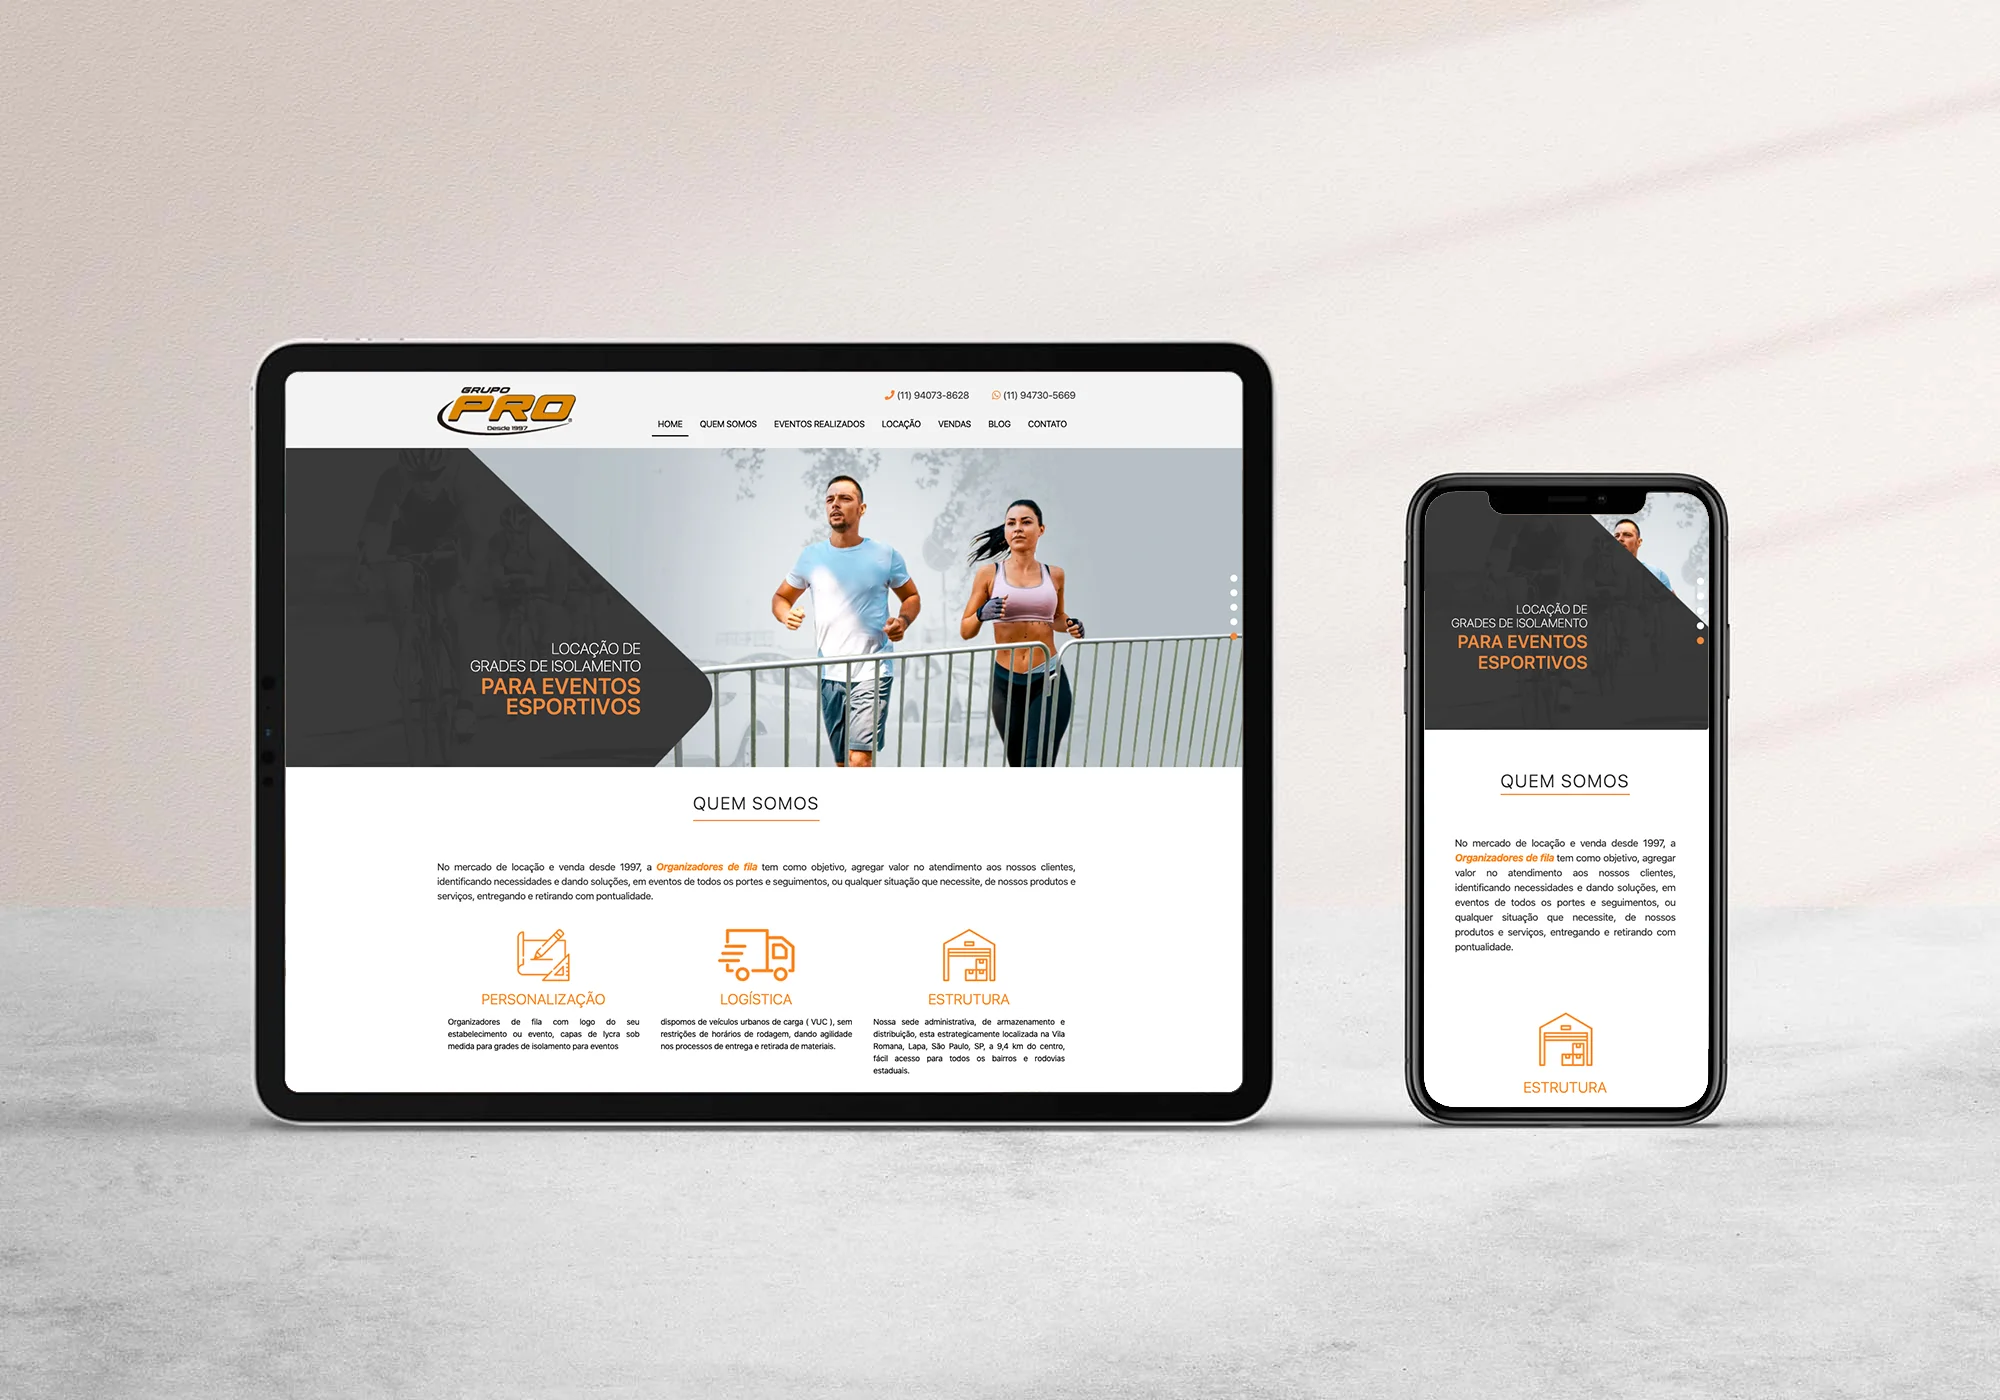 GRUPO
PRO
Desde 1997
(11) 94073-8628 (11) 94730-5669
HOME QUEM SOMOS EVENTOS REALIZADOS LOCAÇÃO VENDAS BLOG CONTATO
LOCAÇÃO DE
GRADES DE ISOLAMENTO
PARA EVENTOS
ESPORTIVOS
QUEM SOMOS
No mercado de locação e venda desde 1997, a Organizadores de fila tem como objetivo, agregar valor no atendimento aos nossos clientes,
identificando necessidades e dando soluções, em eventos de todos os portes e seguimentos, ou qualquer situação que necessite, de nossos produtos e
serviços, entregando e retirando com pontualidade.
PERSONALIZAÇÃO
Organizadores de fila com logo do seu
estabelecimento ou evento, capas de lycra sob
medida para grades de isolamento para eventos
LOGÍSTICA
dispomos de veículos urbanos de carga ( VUC ), sem
restrições de horários de rodagem, dando agilidade
nos processos de entrega e retirada de materiais.
ESTRUTURA
Nossa sede administrativa, de armazenamento e
distribuição, esta estrategicamente localizada na Vila
Romana, Lapa, São Paulo, SP, a 9,4 km do centro,
fácil acesso para todos os bairros e rodovias
estaduais.
LOCAÇÃO DE
GRADES DE ISOLAMENTO
PARA EVENTOS
ESPORTIVOS
QUEM SOMOS
No mercado de locação e venda desde 1997, a
Organizadores de fila tem como objetivo, agregar
valor no atendimento aos nossos clientes,
identificando necessidades e dando soluções, em
eventos de todos os portes e seguimentos, ou
qualquer situação que necessite, de nossos
produtos e serviços, entregando e retirando com
pontualidade.
ESTRUTURA